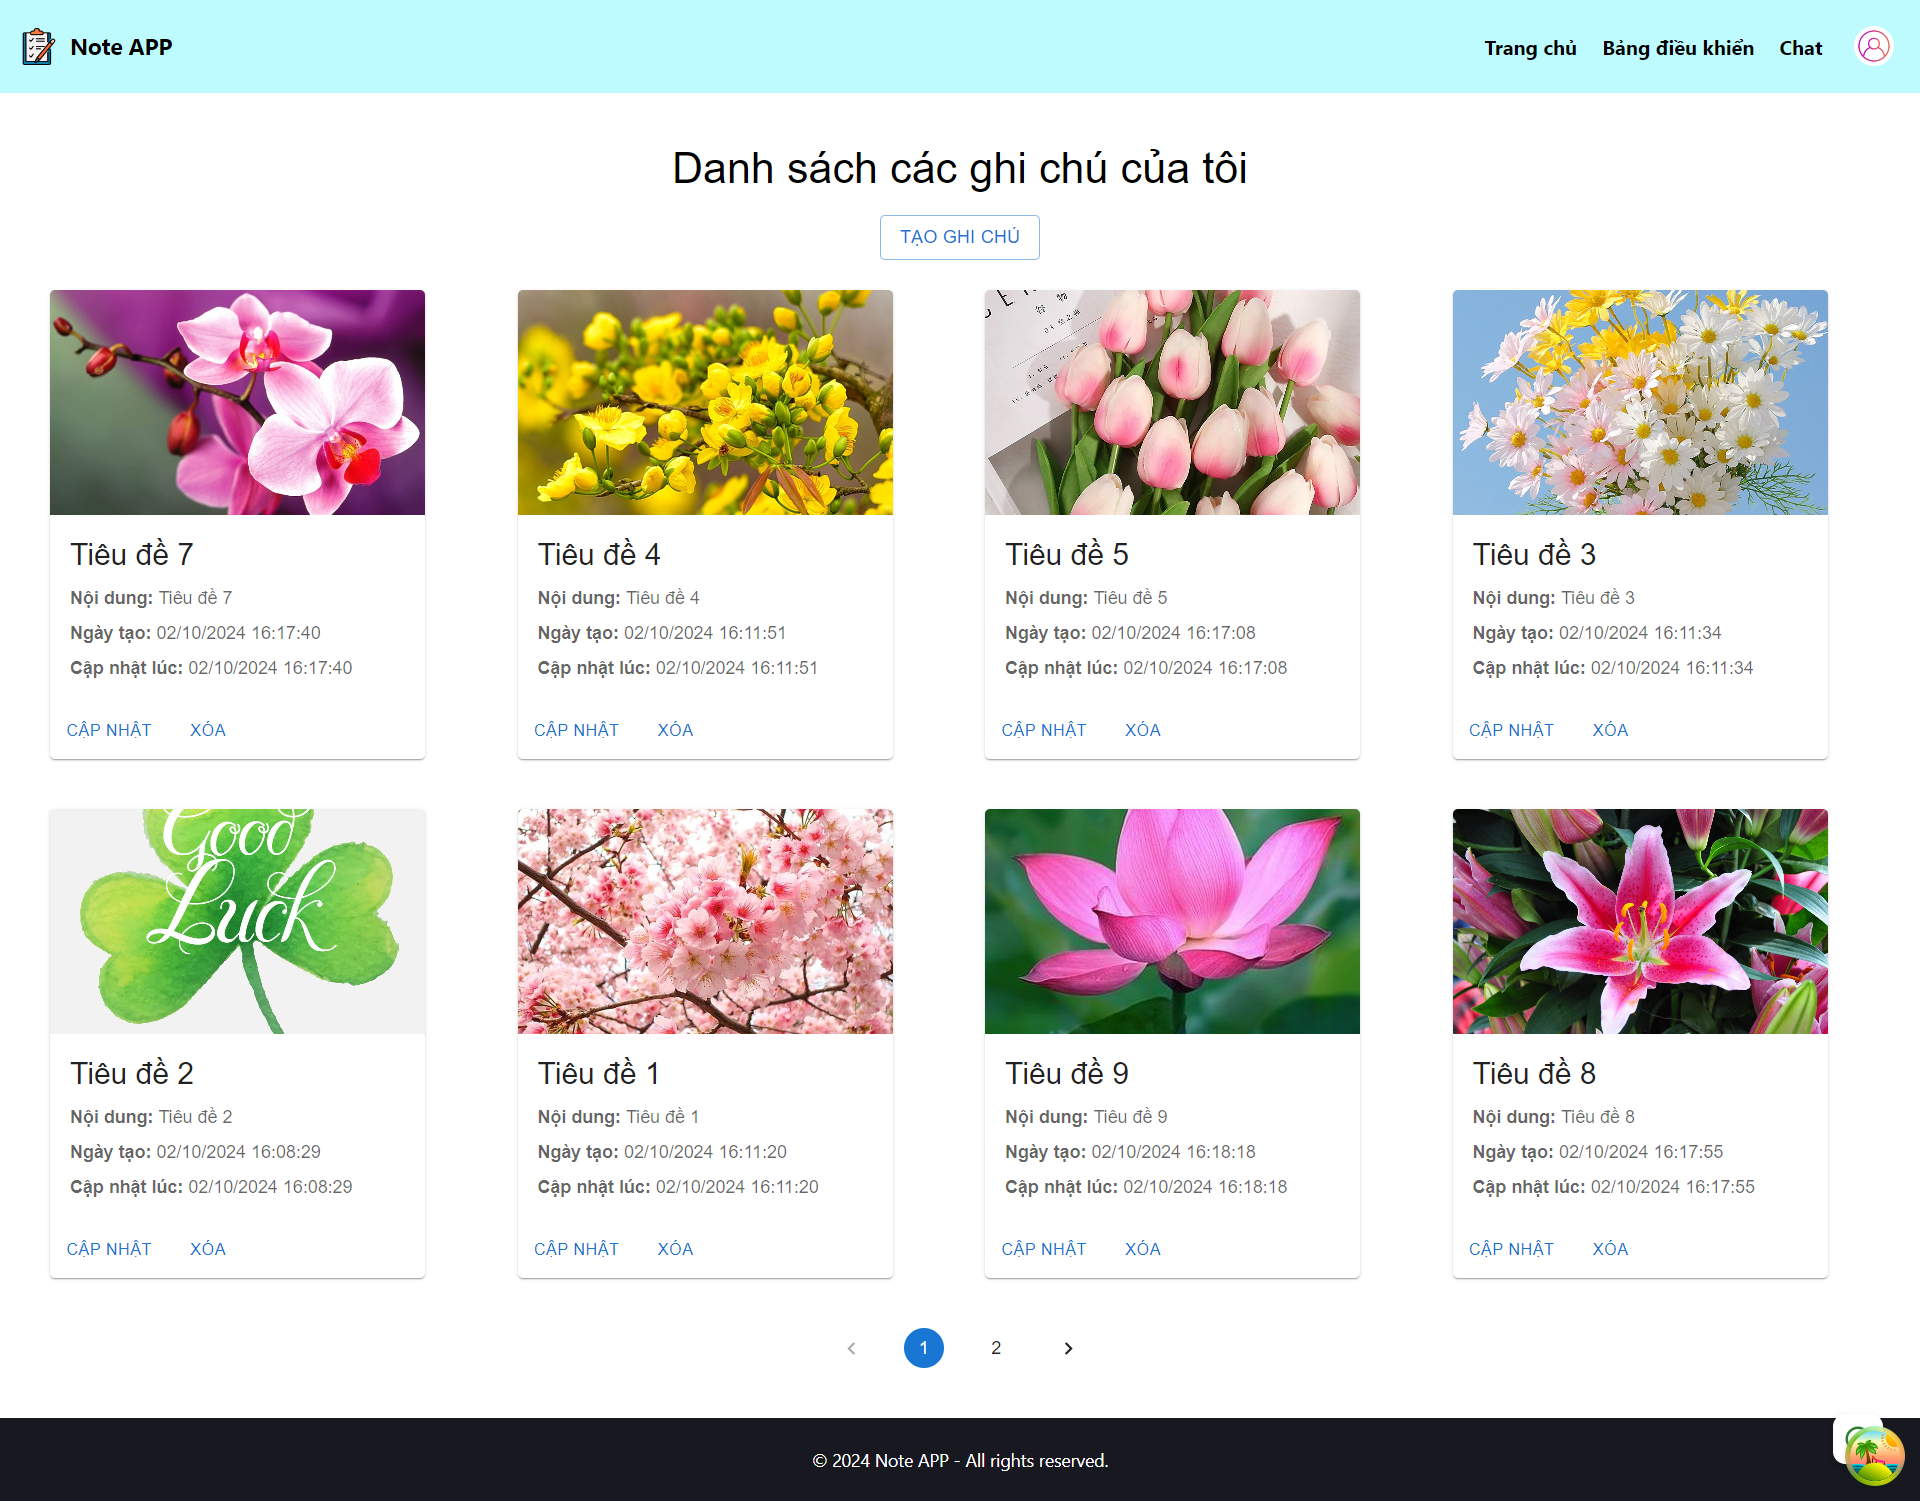 Note APP
Trang chủ
Bảng điều khiển
Chat
Danh sách các ghi chú của tôi
TẠO GHI CHÚ
Tiêu đề 7
Nội dung: Tiêu đề 7
Ngày tạo: 02/10/2024 16:17:40
Cập nhật lúc: 02/10/2024 16:17:40
CẬP NHẬT XÓA
Tiêu đề 4
Nội dung: Tiêu đề 4
Ngày tạo: 02/10/2024 16:11:51
Cập nhật lúc: 02/10/2024 16:11:51
CẬP NHẬT XÓA
Tiêu đề 5
Nội dung: Tiêu đề 5
Ngày tạo: 02/10/2024 16:17:08
Cập nhật lúc: 02/10/2024 16:17:08
CẬP NHẬT XÓA
Tiêu đề 3
Nội dung: Tiêu đề 3
Ngày tạo: 02/10/2024 16:11:34
Cập nhật lúc: 02/10/2024 16:11:34
CẬP NHẬT XÓA
Good
Luck
Tiêu đề 2
Nội dung: Tiêu đề 2
Ngày tạo: 02/10/2024 16:08:29
Cập nhật lúc: 02/10/2024 16:08:29
CẬP NHẬT XÓA
Tiêu đề 1
Nội dung: Tiêu đề 1
Ngày tạo: 02/10/2024 16:11:20
Cập nhật lúc: 02/10/2024 16:11:20
CẬP NHẬT XÓA
Tiêu đề 9
Nội dung: Tiêu đề 9
Ngày tạo: 02/10/2024 16:18:18
Cập nhật lúc: 02/10/2024 16:18:18
CẬP NHẬT XÓA
Tiêu đề 8
Nội dung: Tiêu đề 8
Ngày tạo: 02/10/2024 16:17:55
Cập nhật lúc: 02/10/2024 16:17:55
CẬP NHẬT XÓA
1 2
© 2024 Note APP - All rights reserved.